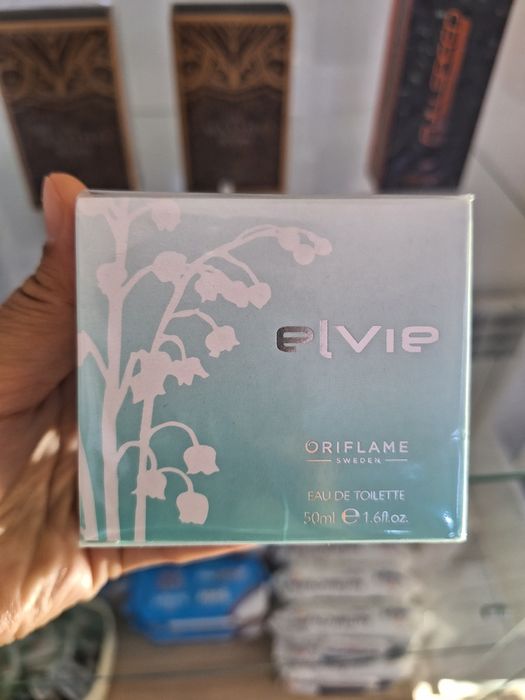 elvie
ORIFLAME
SWEDEN
EAU DE TOILETTE
50ml ℮ 1.6fl.oz.